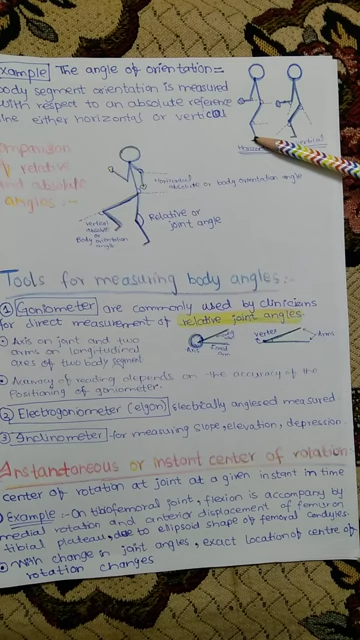 Example The angle of orientation:-
body segment orientation is measured
with respect to an absolute reference
line either horizontal or vertical
vertical
Comparision
of relative
and absolute
angles :-
Horizontal
absolute or body orientation angle
vertical
absolute
or
Body orientation
angle
Relative or
joint angle
Tools for measuring body angles:-
① Goniometer are commonly used by clinicians
for direct measurement of relative joint angles.
Axis on joint and two
arms on longitudinal
axes of two body segment
Axis
Fixed
arm
vertex
Arms
Accuracy of reading depends on the accuracy of the
Positioning of goniometer.
② Electrogoniometer (elgon) electically anglesed measured
③ Inclinometer for measuring slope, elevation, depression
Instantaneous or instant center of rotation
center of rotation at joint at a given instant in time
Example :- On tibiofemoral joint, flexion is accompany by
medial rotation and anterior displacement of femur on
tibial plateau, due to ellipsoid shape of femoral condyles.
With change in joint angles, exact location of centre of
rotation changes